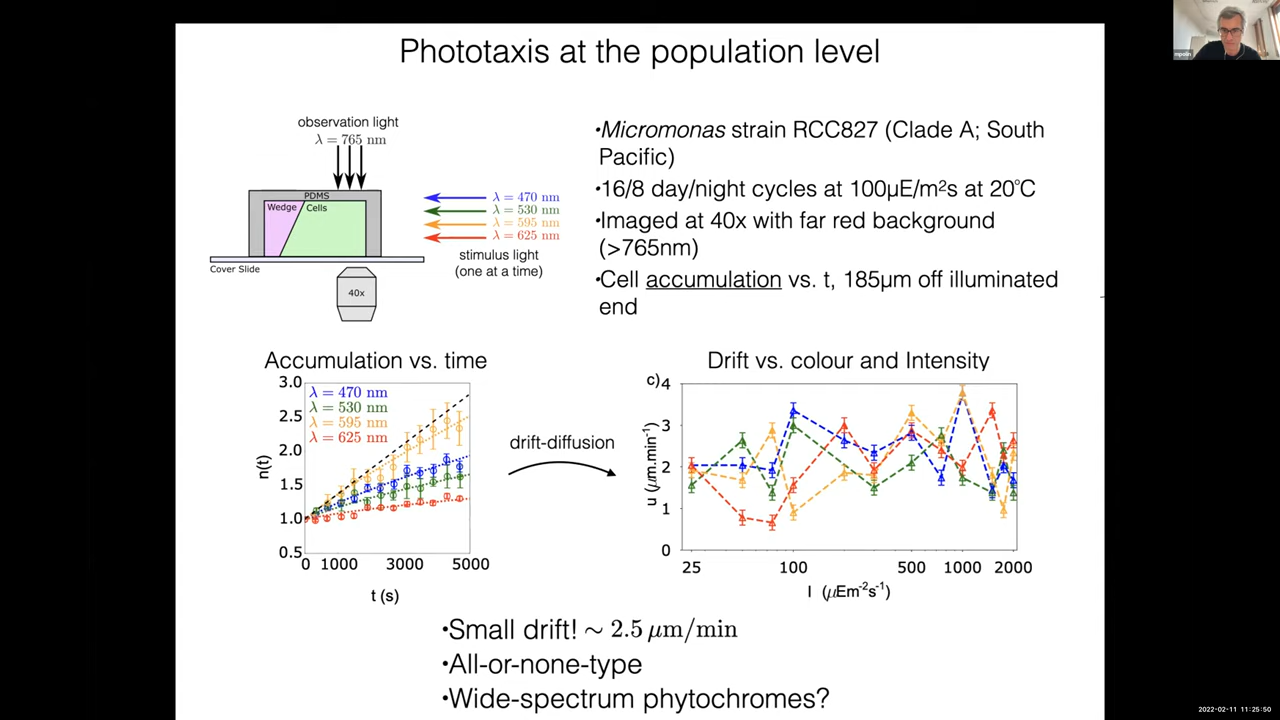 Phototaxis at the population level
mpolin
observation light
λ = 765 nm
PDMS
Wedge
Cells
Cover Slide
40x
λ = 470 nm
λ = 530 nm
λ = 595 nm
λ = 625 nm
stimulus light
(one at a time)
•Micromonas strain RCC827 (Clade A; South
Pacific)
•16/8 day/night cycles at 100µE/m²s at 20°C
•Imaged at 40x with far red background
(>765nm)
•Cell accumulation vs. t, 185µm off illuminated
end
Accumulation vs. time
3.0
2.5
2.0
1.5
1.0
0.5
n(t)
λ = 470 nm
λ = 530 nm
λ = 595 nm
λ = 625 nm
0 1000 3000 5000
t (s)
drift-diffusion
Drift vs. colour and Intensity
c)
4
3
2
1
0
u (µm.min⁻¹)
25 100 500 1000 2000
I (µEm⁻²s⁻¹)
•Small drift! ∼ 2.5 µm/min
•All-or-none-type
•Wide-spectrum phytochromes?
2022-02-11 11:25:50